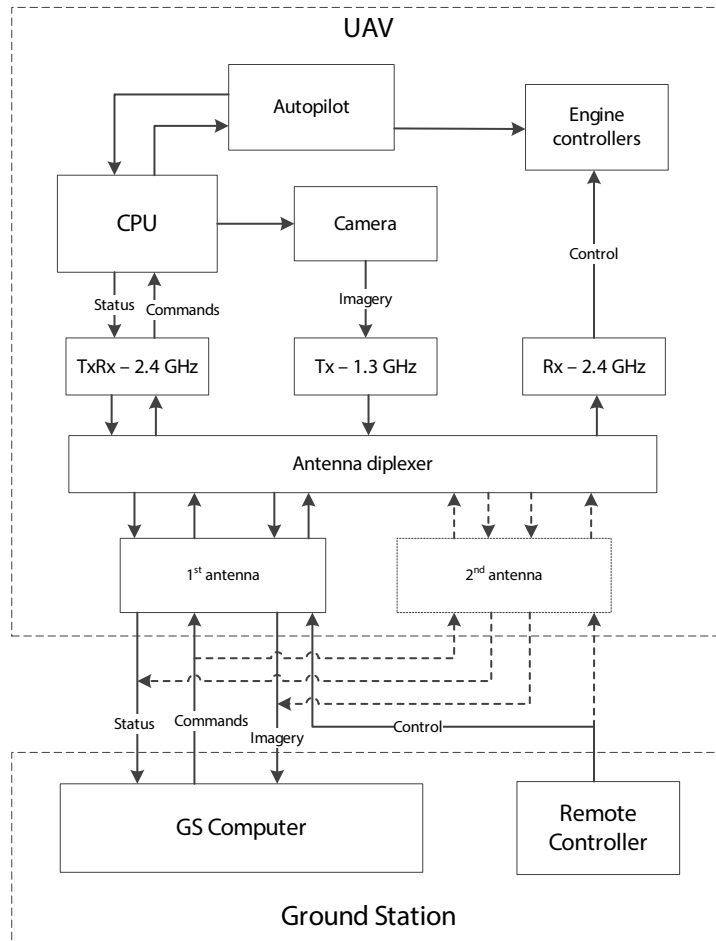 UAV
Autopilot
Engine
controllers
CPU
Camera
Control
Status
Commands
Imagery
TxRx – 2.4 GHz
Tx – 1.3 GHz
Rx – 2.4 GHz
Antenna diplexer
1st antenna
2nd antenna
Status
Commands
Imagery
Control
GS Computer
Remote
Controller
Ground Station